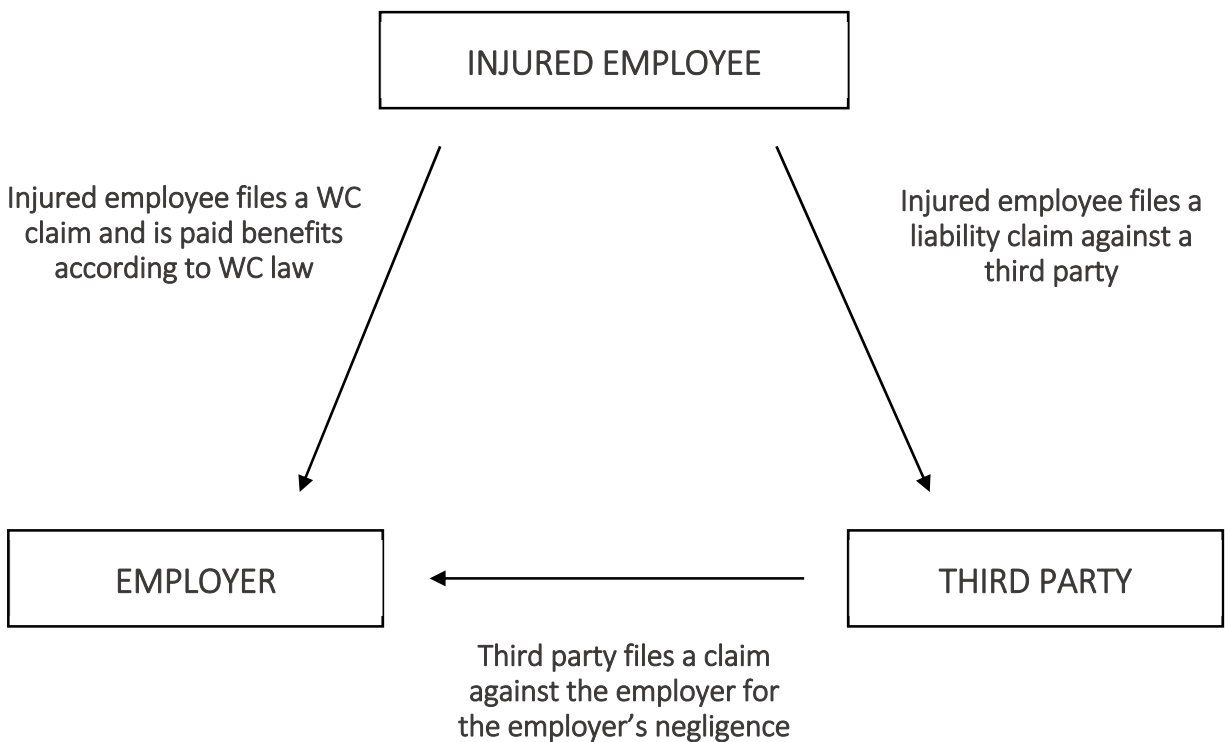 INJURED EMPLOYEE
Injured employee files a WC
claim and is paid benefits
according to WC law
Injured employee files a
liability claim against a
third party
EMPLOYER
THIRD PARTY
Third party files a claim
against the employer for
the employer’s negligence